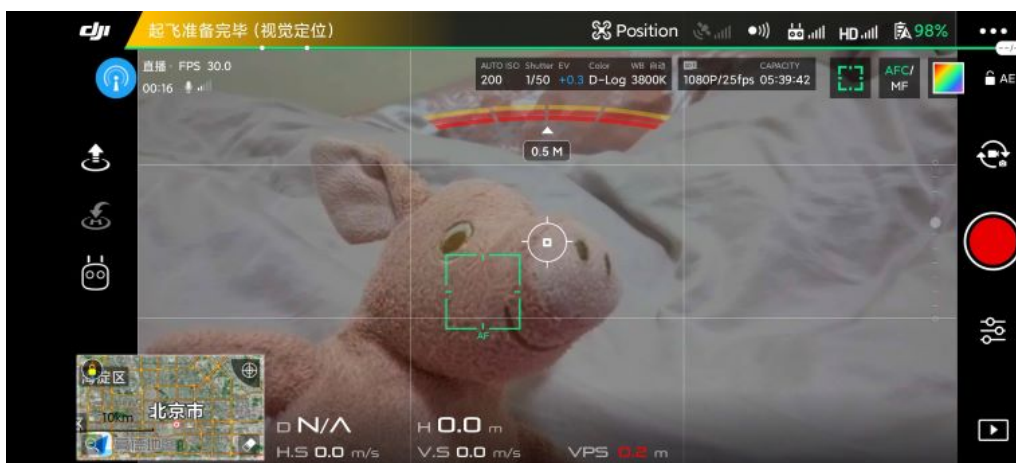 dji 起飞准备完毕 (视觉定位) Position HD 98%
直播· FPS 30.0
00:16
AUTO ISO Shutter EV Color WB 自动 CAPACITY
200 1/50 +0.3 D-Log 3800K 1080P/25fps 05:39:42
AFC/
MF
AE
0.5 M
AF
淀区
北京市
10km
D N/A H 0.0 m
H.S 0.0 m/s V.S 0.0 m/s VPS 0.2 m